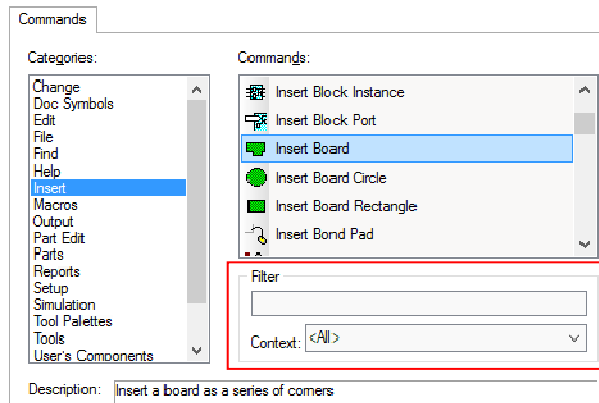 Commands
Categories:
Change
Doc Symbols
Edit
File
Find
Help
Insert
Macros
Output
Part Edit
Parts
Reports
Setup
Simulation
Tool Palettes
Tools
User's Components
Commands:
Insert Block Instance
Insert Block Port
Insert Board
Insert Board Circle
Insert Board Rectangle
Insert Bond Pad
Filter
Context: <All>
Description: Insert a board as a series of corners